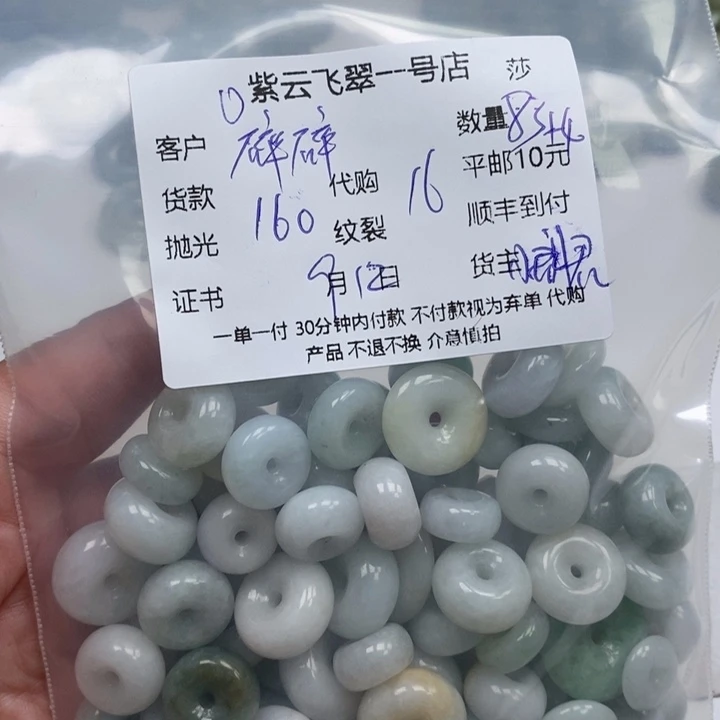 紫云飞翠一号店 莎
客户 癖癖 数量 83
货款 160 代购 16 平邮10元
抛光 纹裂 顺丰到付
证书 9月12日 货主
一单一付 30分钟内付款 不付款视为弃单 代购
产品 不退不换 介意慎拍